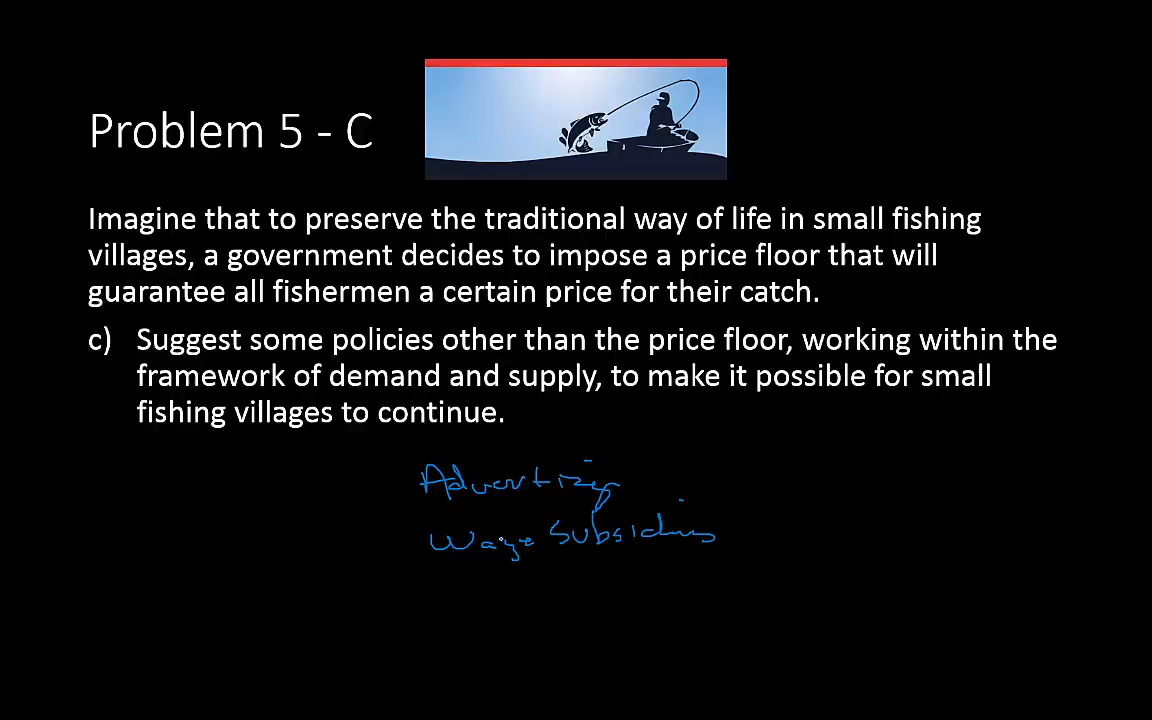 Problem 5 - C
Imagine that to preserve the traditional way of life in small fishing
villages, a government decides to impose a price floor that will
guarantee all fishermen a certain price for their catch.
c) Suggest some policies other than the price floor, working within the
framework of demand and supply, to make it possible for small
fishing villages to continue.
Advertizing
Wage Subsidies